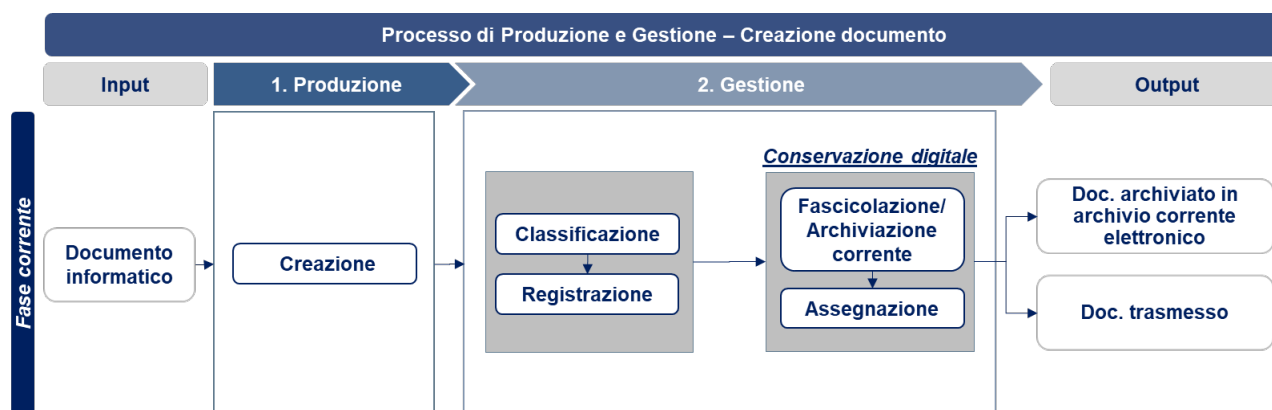 Processo di Produzione e Gestione – Creazione documento
Input
1. Produzione
2. Gestione
Output
Fase corrente
Documento
informatico
Creazione
Classificazione
Registrazione
Conservazione digitale
Fascicolazione/
Archiviazione
corrente
Assegnazione
Doc. archiviato in
archivio corrente
elettronico
Doc. trasmesso